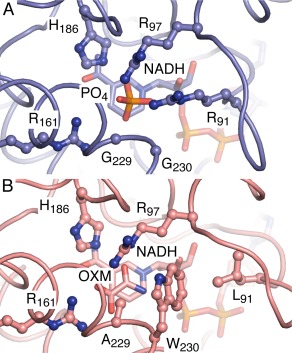 A
H186
R97
NADH
PO4
R161
R91
G229
G230
B
H186
R97
NADH
OXM
R161
L91
A229
W230